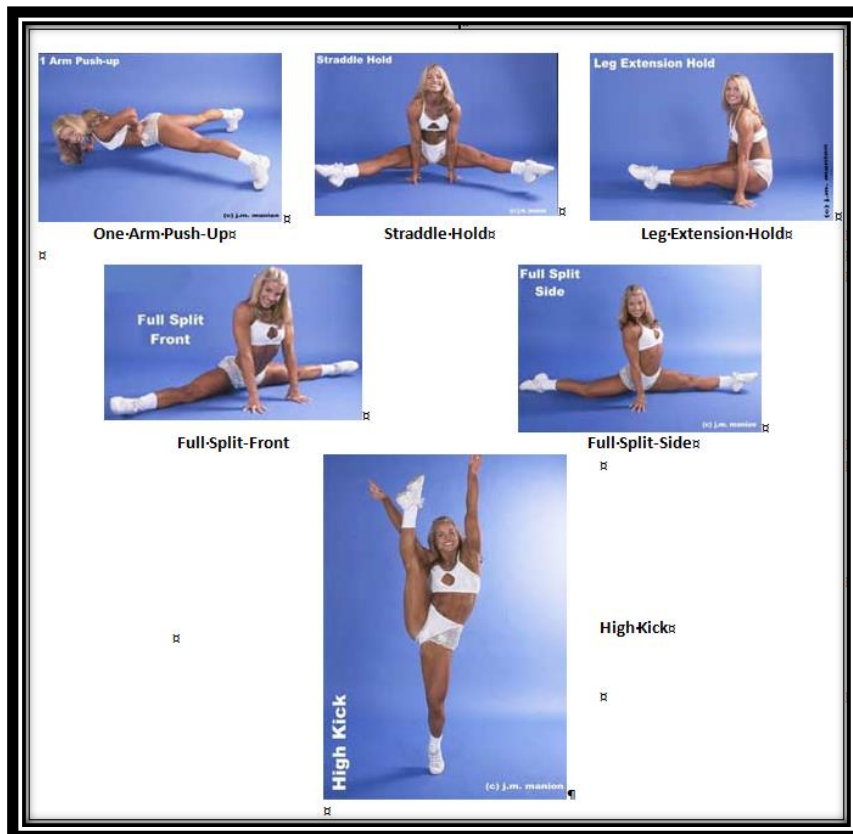 1 Arm Push-up
Straddle Hold
Leg Extension Hold
(c) j.m. manion
(c) j.m. manion
(c) j.m. manion
One·Arm·Push-Up¤
Straddle·Hold¤
Leg·Extension·Hold¤
Full Split
Front
Full Split
Side
(c) j.m. manion
Full·Split-Front
Full·Split-Side¤
High·Kick¤
High Kick
(c) j.m. manion